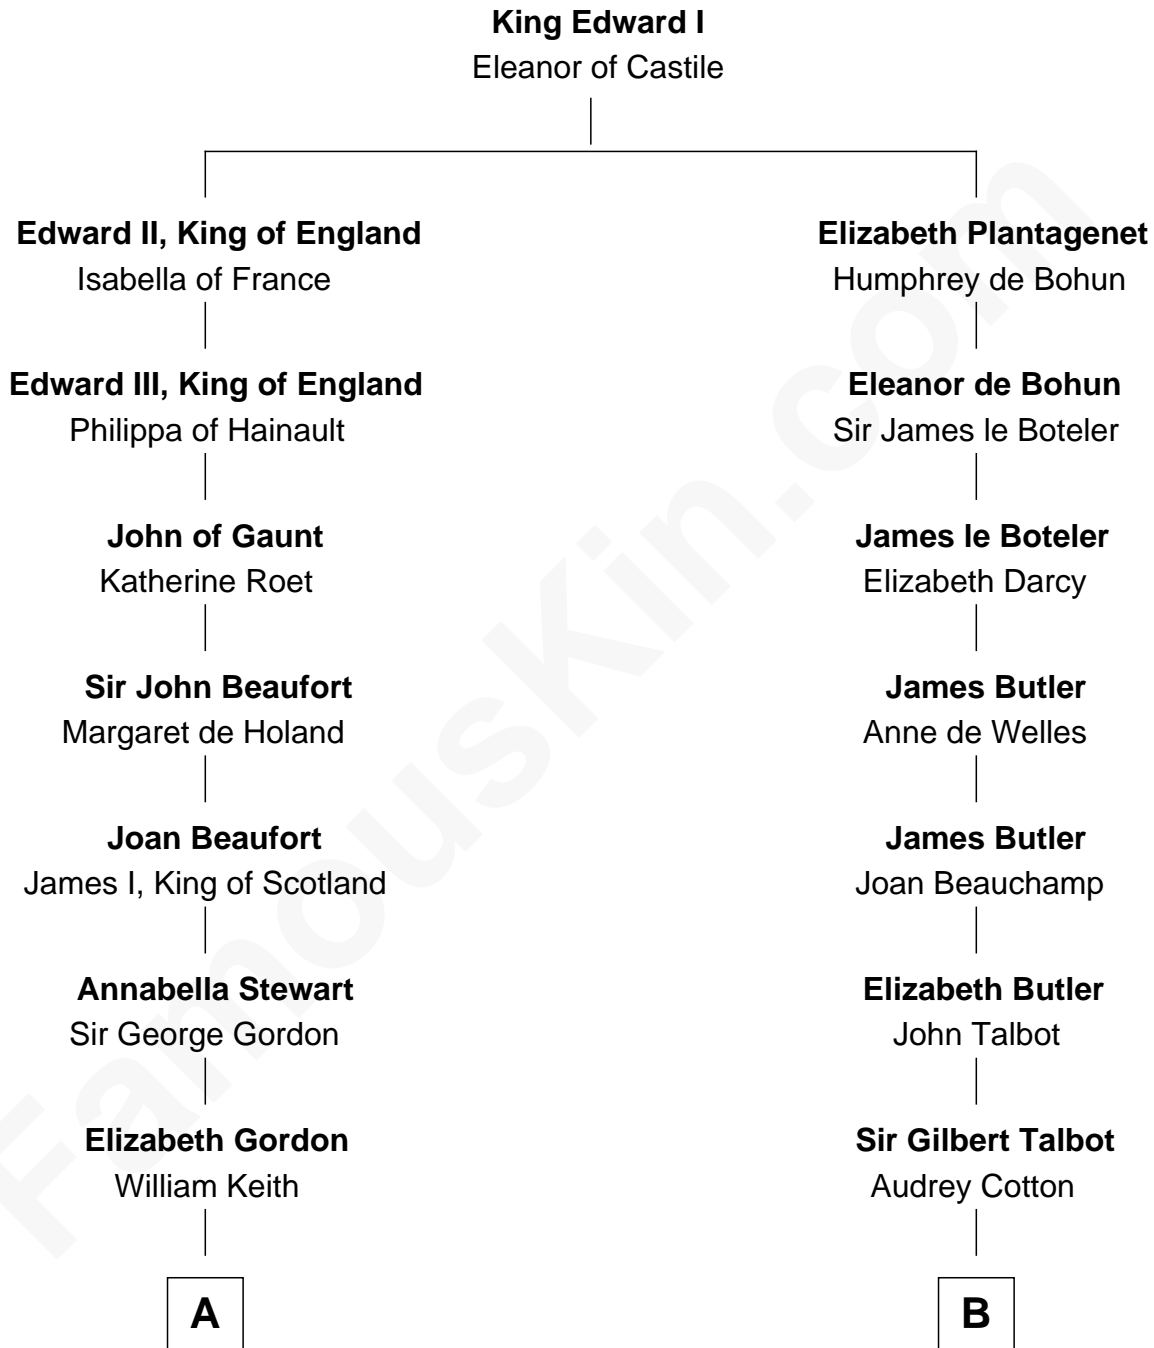 King Edward I
Eleanor of Castile
Edward II, King of England
Isabella of France
Edward III, King of England
Philippa of Hainault
John of Gaunt
Katherine Roet
Sir John Beaufort
Margaret de Holand
Joan Beaufort
James I, King of Scotland
Annabella Stewart
Sir George Gordon
Elizabeth Gordon
William Keith
A
Elizabeth Plantagenet
Humphrey de Bohun
Eleanor de Bohun
Sir James le Boteler
James le Boteler
Elizabeth Darcy
James Butler
Anne de Welles
James Butler
Joan Beauchamp
Elizabeth Butler
John Talbot
Sir Gilbert Talbot
Audrey Cotton
B
FamousKin.com